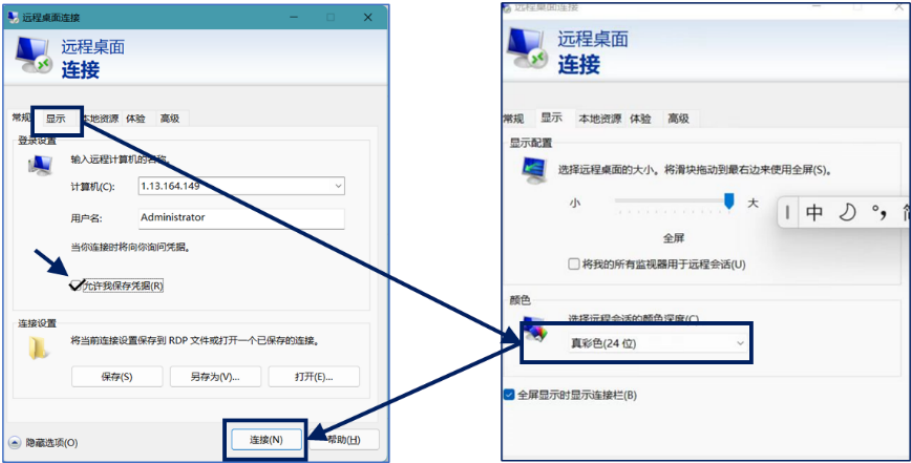 远程桌面连接
远程桌面
连接
常规 显示 本地资源 体验 高级
登录设置
输入远程计算机的名称。
计算机(C): 1.13.164.149
用户名: Administrator
当你连接时将向你询问凭据。
允许我保存凭据(R)
连接设置
将当前连接设置保存到 RDP 文件或打开一个已保存的连接。
保存(S) 另存为(V)... 打开(E)...
隐藏选项(O) 连接(N) 帮助(H)
远程桌面连接
远程桌面
连接
常规 显示 本地资源 体验 高级
显示配置
选择远程桌面的大小。将滑块拖动到最右边来使用全屏(S)。
小 大
中 °, 简
全屏
将我的所有监视器用于远程会话(U)
颜色
选择远程会话的颜色深度(C)
真彩色(24 位)
全屏显示时显示连接栏(B)